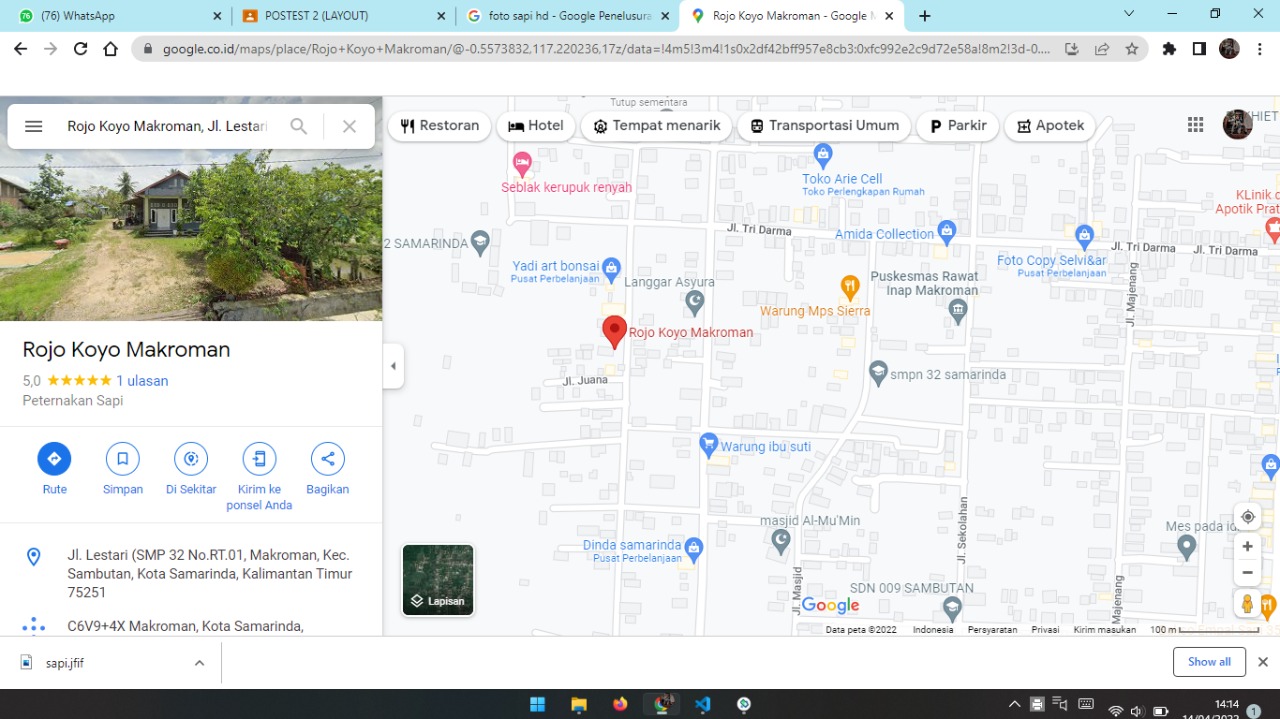 (76) WhatsApp
POSTEST 2 (LAYOUT)
foto sapi hd - Google Penelusura
Rojo Koyo Makroman - Google M
google.co.id/maps/place/Rojo+Koyo+Makroman/@-0.5573832,117.220236,17z/data=!4m5!3m4!1s0x2df42bff957e8cb3:0xfc992e2c9d72e58a!8m2!3d-0....
Rojo Koyo Makroman, Jl. Lestari
Restoran
Hotel
Tempat menarik
Transportasi Umum
Parkir
Apotek
Tutup sementara
Seblak kerupuk renyah
Toko Arie Cell
Toko Perlengkapan Rumah
KLinik d
Apotik Prat
Jl. Tri Darma
Amida Collection
Jl. Tri Darma
Jl. Tri Darma
2 SAMARINDA
Foto Copy Selvi&ar
Pusat Perbelanjaan
Yadi art bonsai
Pusat Perbelanjaan
Langgar Asyura
Puskesmas Rawat
Inap Makroman
Jl. Majenang
Warung Mps Sierra
Rojo Koyo Makroman
Jl. Juana
smpn 32 samarinda
Warung ibu suti
masjid Al-Mu'Min
Jl. Sekolahan
Mes pada id
Dinda samarinda
Pusat Perbelanjaan
Jl. Masjid
SDN 009 SAMBUTAN
Majenang
Lapisan
Google
Data peta ©2022
Indonesia
Persyaratan
Privasi
Kirim masukan
100 m
Rojo Koyo Makroman
5,0
1 ulasan
Peternakan Sapi
Rute
Simpan
Di Sekitar
Kirim ke
ponsel Anda
Bagikan
Jl. Lestari (SMP 32 No.RT.01, Makroman, Kec.
Sambutan, Kota Samarinda, Kalimantan Timur
75251
C6V9+4X Makroman, Kota Samarinda,
sapi.jfif
Show all
14:14
14/04/2022
1